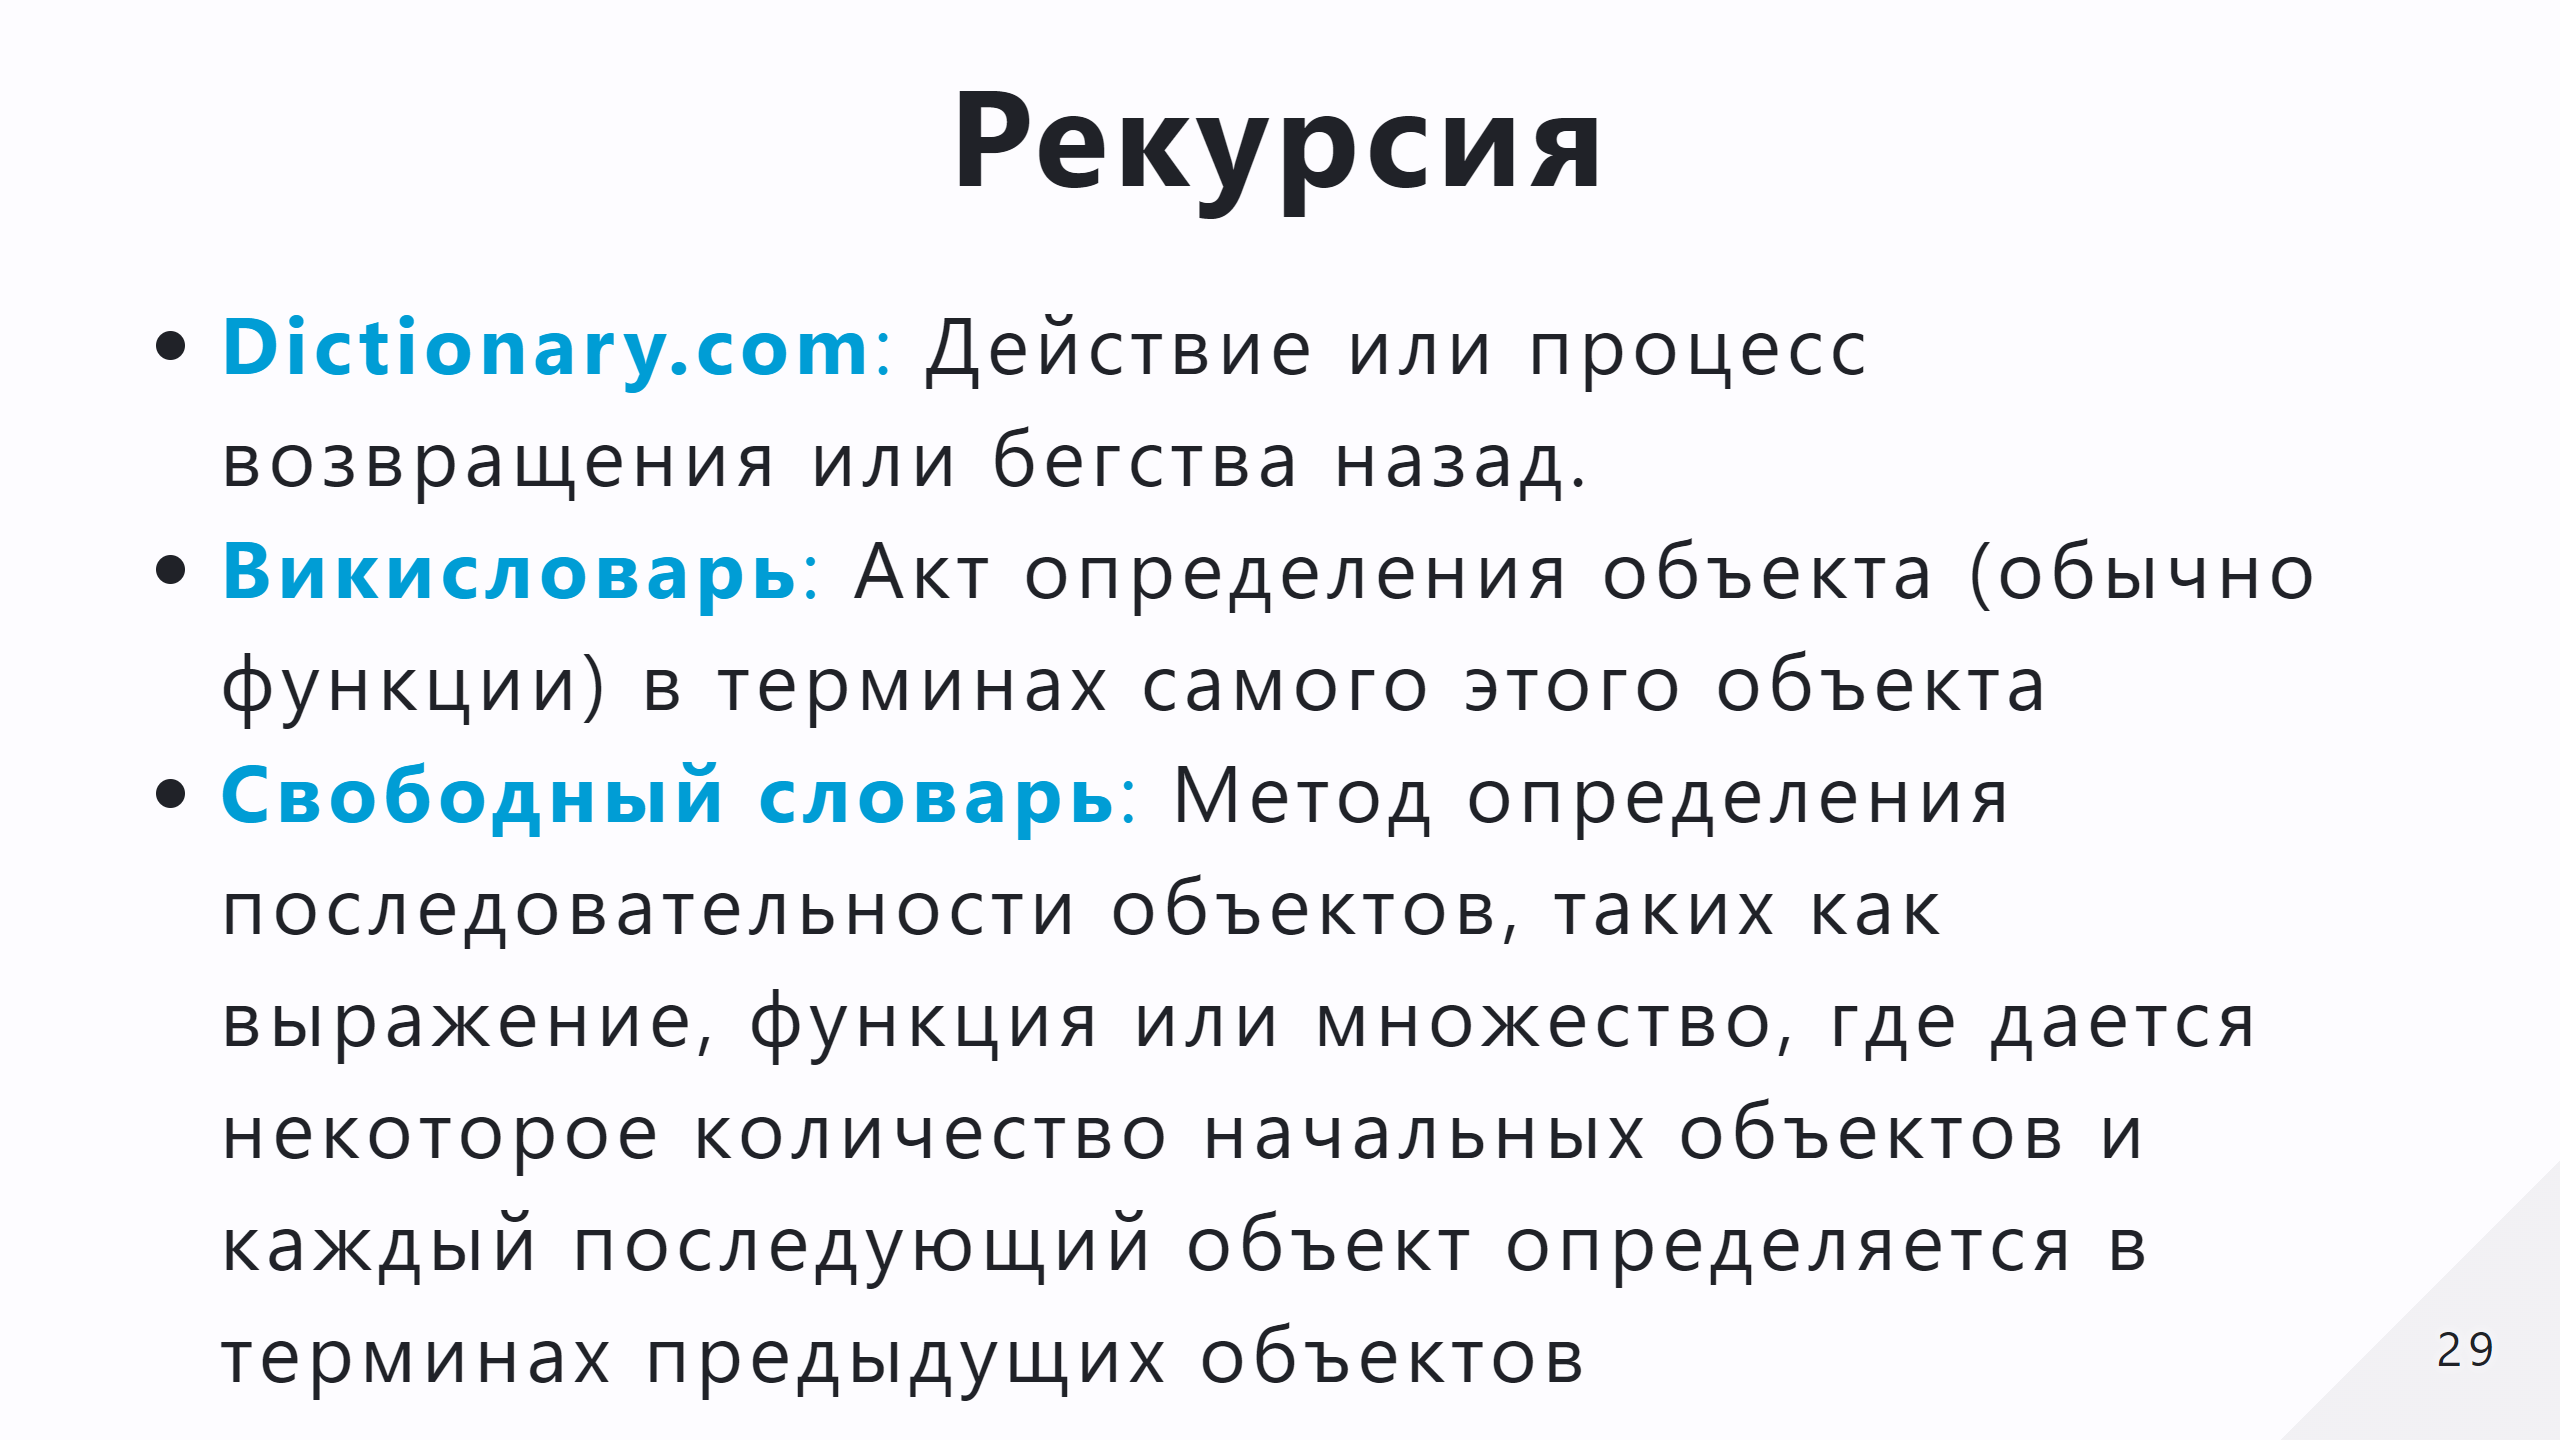 Рекурсия
• Dictionary.com: Действие или процесс
возвращения или бегства назад.
• Викисловарь: Акт определения объекта (обычно
функции) в терминах самого этого объекта
• Свободный словарь: Метод определения
последовательности объектов, таких как
выражение, функция или множество, где дается
некоторое количество начальных объектов и
каждый последующий объект определяется в
терминах предыдущих объектов
29